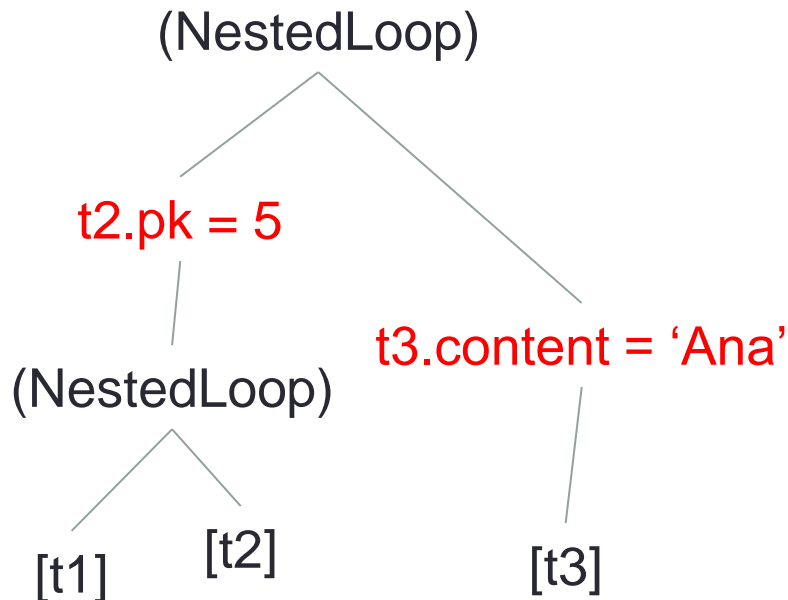 (NestedLoop)
t2.pk = 5
t3.content = ‘Ana’
(NestedLoop)
[t1]
[t2]
[t3]